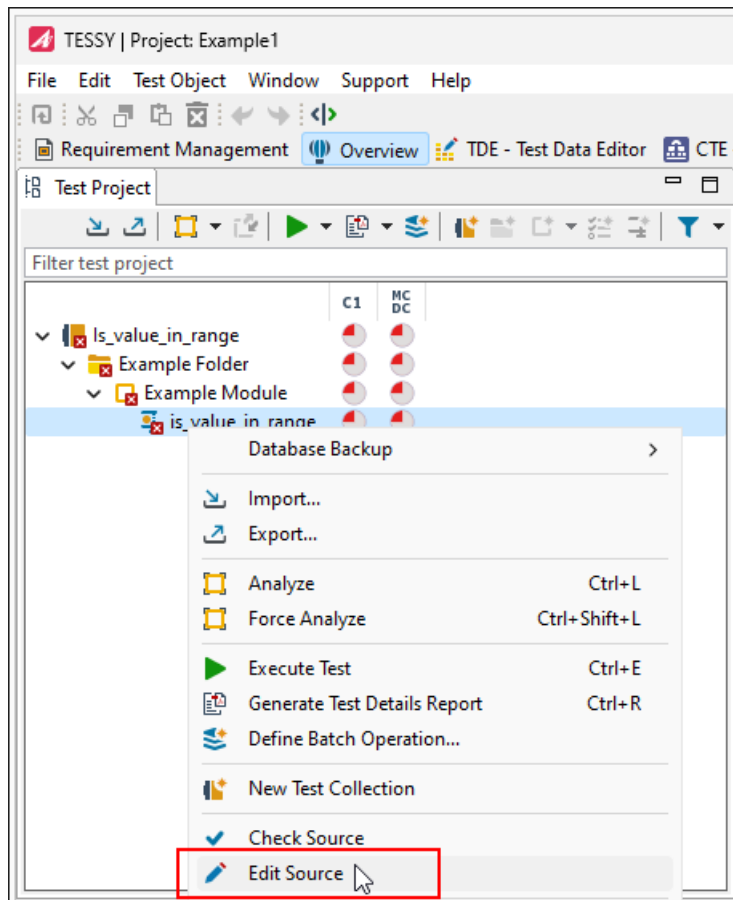 TESSY | Project: Example1
File Edit Test Object Window Support Help
Requirement Management Overview TDE - Test Data Editor CTE
Test Project
Filter test project
C1 MC DC
Is_value_in_range
Example Folder
Example Module
is_value_in_range
Database Backup
Import...
Export...
Analyze Ctrl+L
Force Analyze Ctrl+Shift+L
Execute Test Ctrl+E
Generate Test Details Report Ctrl+R
Define Batch Operation...
New Test Collection
Check Source
Edit Source